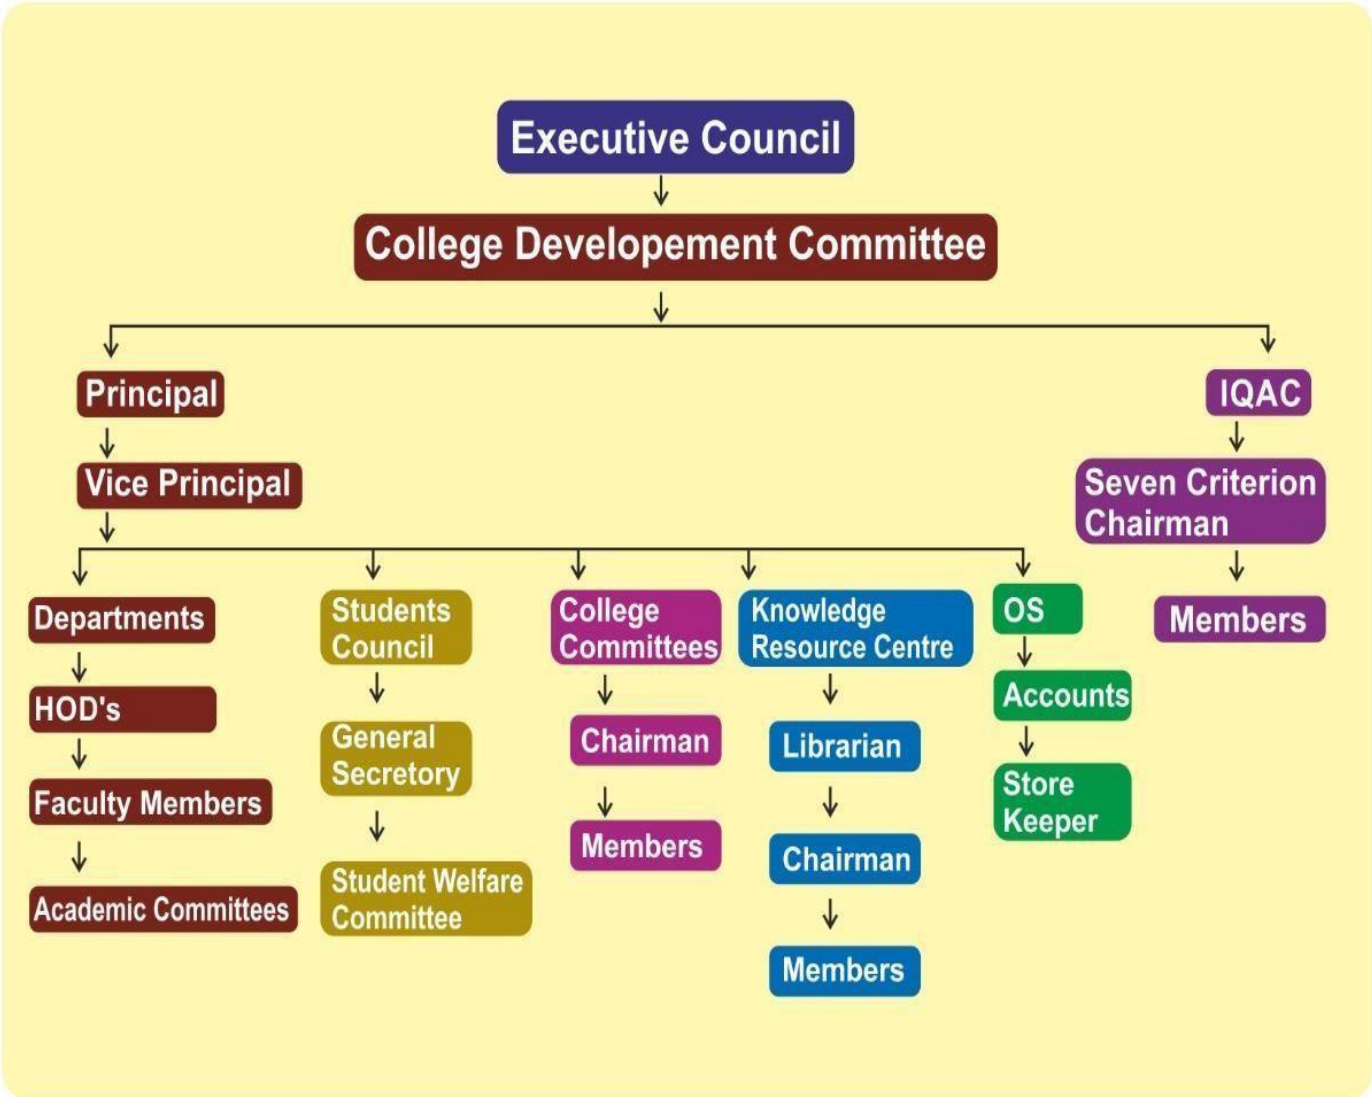 Executive Council
College Developement Committee
Principal
IQAC
Vice Principal
Seven Criterion
Chairman
Members
Departments
HOD's
Faculty Members
Academic Committees
Students
Council
General
Secretory
Student Welfare
Committee
College
Committees
Chairman
Members
Knowledge
Resource Centre
Librarian
Chairman
Members
OS
Accounts
Store
Keeper